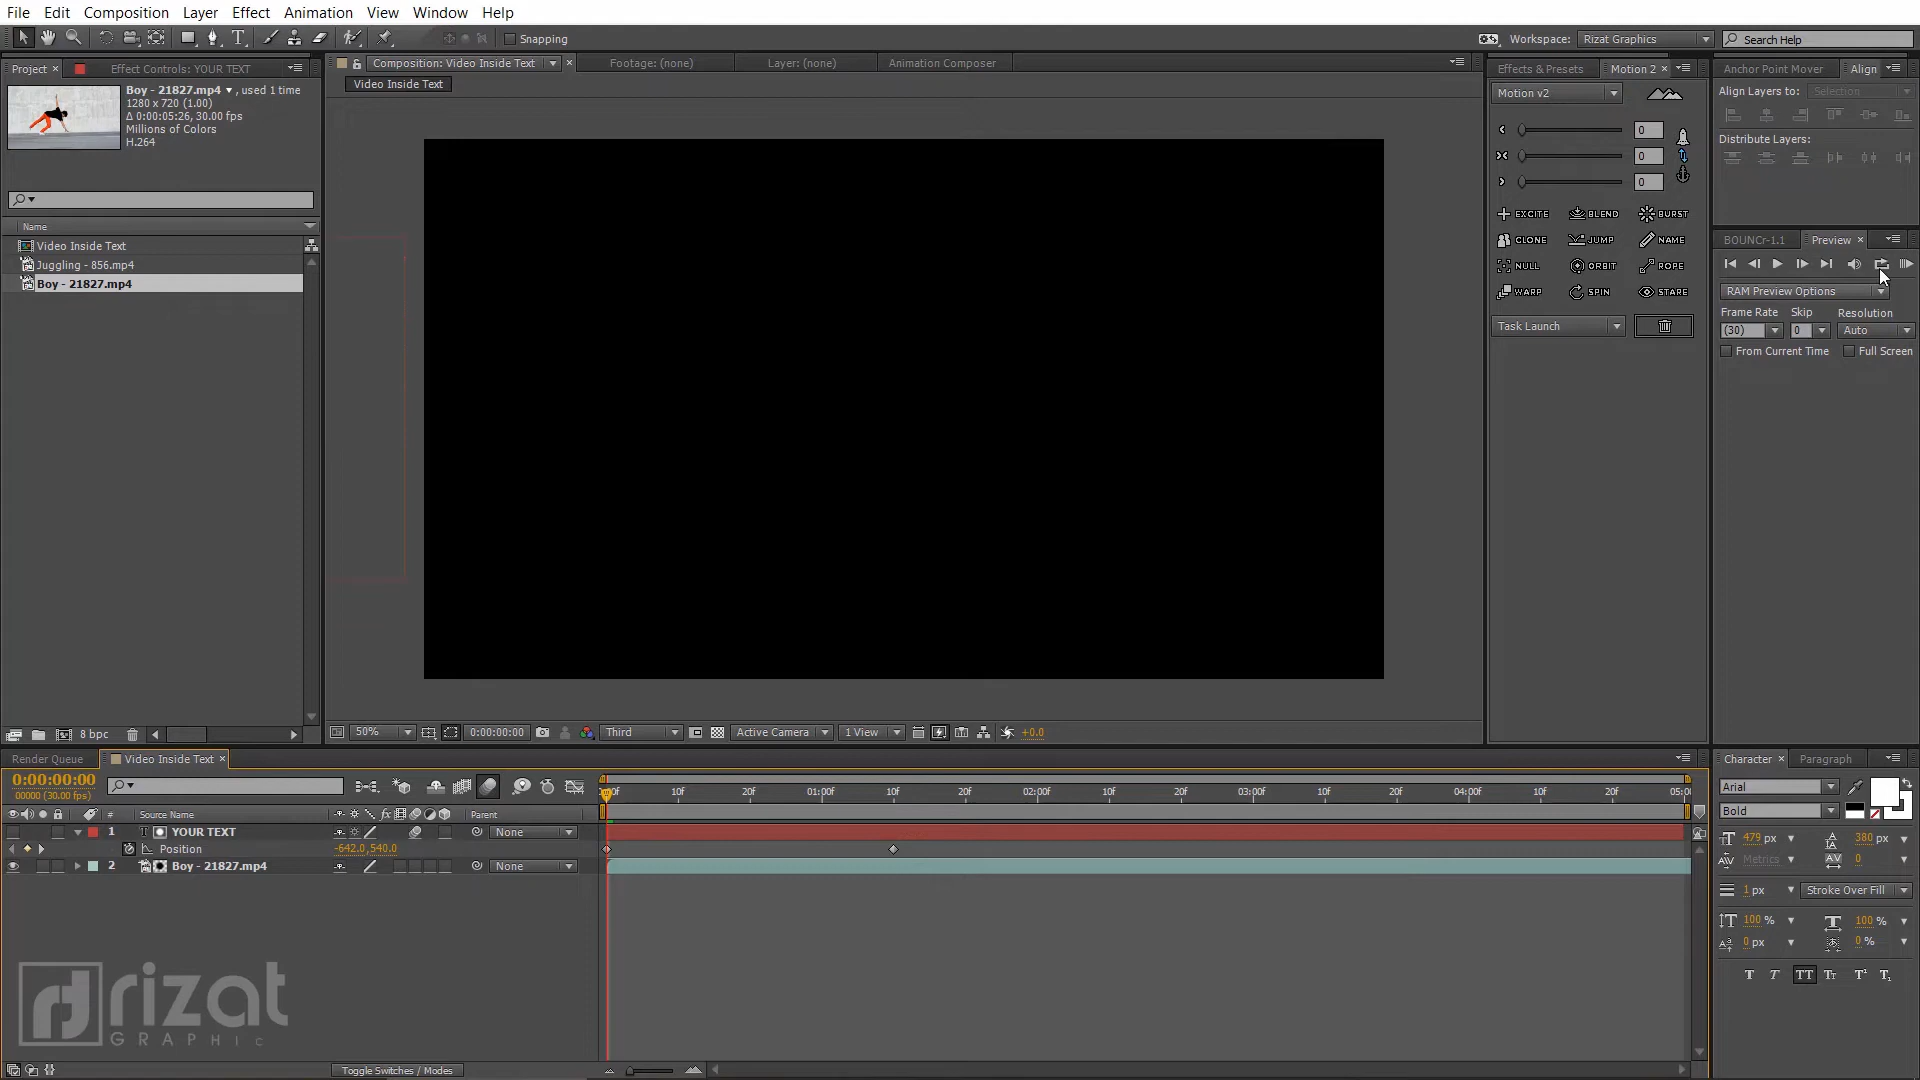 File Edit Composition Layer Effect Animation View Window Help
Snapping
Workspace: Rizat Graphics Search Help
Project × Effect Controls: YOUR TEXT
Boy - 21827.mp4 ▼ , used 1 time
1280 x 720 (1.00)
Δ 0:00:05:26, 30.00 fps
Millions of Colors
H.264
Name
Video Inside Text
Juggling - 856.mp4
Boy - 21827.mp4
8 bpc
Composition: Video Inside Text × Footage: (none) Layer: (none) Animation Composer
Video Inside Text
50% 0:00:00:00 Third Active Camera 1 View +0.0
Effects & Presets Motion 2 ×
Motion v2
0
0
0
EXCITE BLEND BURST
CLONE JUMP NAME
NULL ORBIT ROPE
WARP SPIN STARE
Task Launch
Anchor Point Mover Align
Align Layers to: Selection
Distribute Layers:
BOUNCr-1.1 Preview ×
RAM Preview Options
Frame Rate Skip Resolution
(30) 0 Auto
From Current Time Full Screen
Render Queue Video Inside Text ×
0:00:00:00
00000 (30.00 fps)
# Source Name fx Parent
1 T YOUR TEXT None
Position -642.0,540.0
2 Boy - 21827.mp4 None
10f 20f 01:00f 10f 20f 02:00f 10f 20f 03:00f 10f 20f 04:00f 10f 20f 05:00
Toggle Switches / Modes
Character × Paragraph
Arial
Bold
479 px 380 px
Metrics 0
1 px Stroke Over Fill
100 % 100 %
0 px 0 %
T T TT Tt T¹ T₁
rizat
GRAPHic